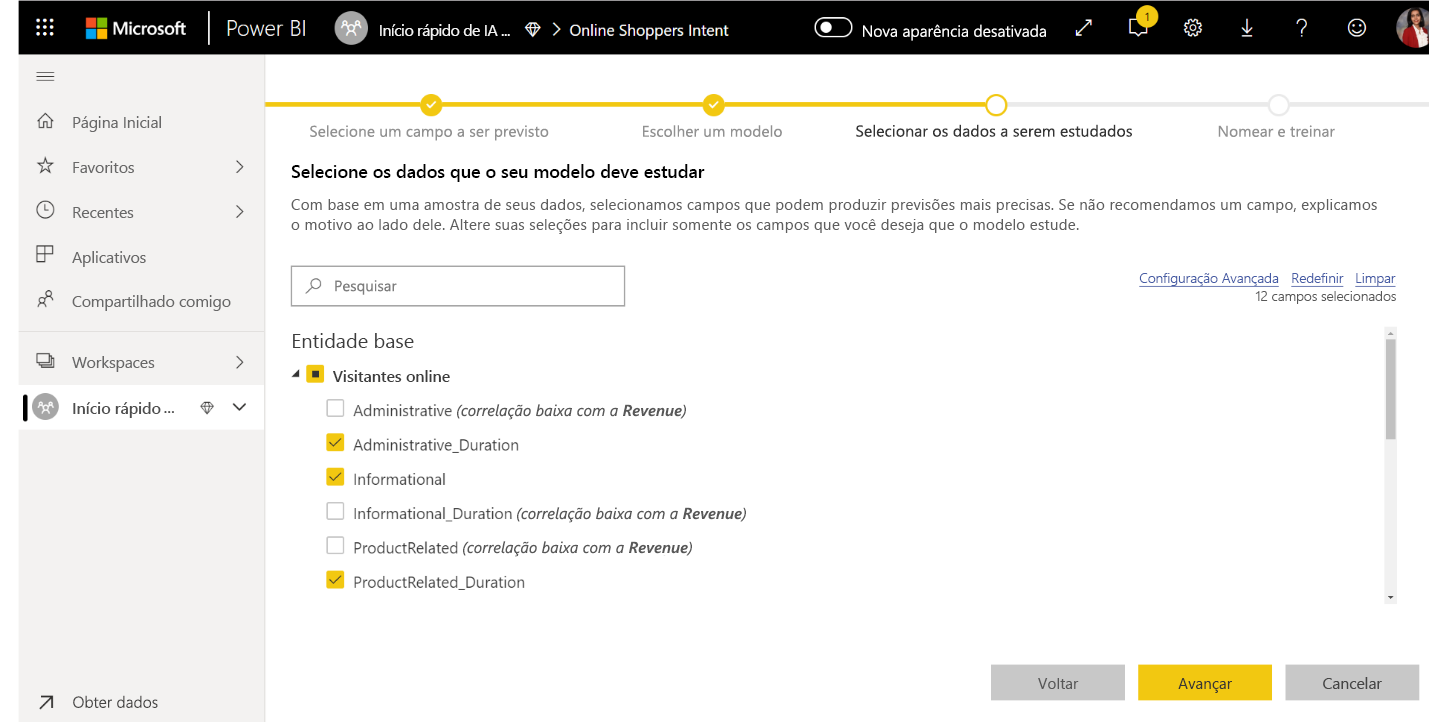 Microsoft
Power BI
Início rápido de IA ...
Online Shoppers Intent
Nova aparência desativada
1
Página Inicial
Favoritos
Recentes
Aplicativos
Compartilhado comigo
Workspaces
Início rápido ...
Obter dados
Selecione um campo a ser previsto
Escolher um modelo
Selecionar os dados a serem estudados
Nomear e treinar
Selecione os dados que o seu modelo deve estudar
Com base em uma amostra de seus dados, selecionamos campos que podem produzir previsões mais precisas. Se não recomendamos um campo, explicamos
o motivo ao lado dele. Altere suas seleções para incluir somente os campos que você deseja que o modelo estude.
Pesquisar
Configuração Avançada Redefinir Limpar
12 campos selecionados
Entidade base
Visitantes online
Administrative (correlação baixa com a Revenue)
Administrative_Duration
Informational
Informational_Duration (correlação baixa com a Revenue)
ProductRelated (correlação baixa com a Revenue)
ProductRelated_Duration
Voltar
Avançar
Cancelar